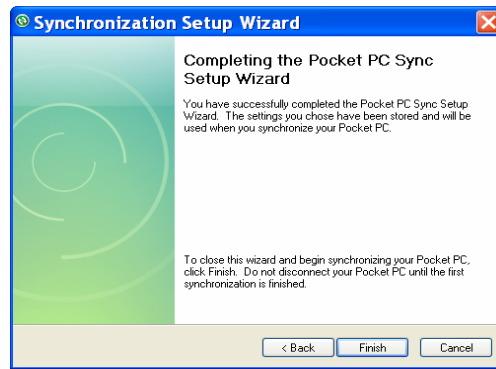 Synchronization Setup Wizard
Completing the Pocket PC Sync
Setup Wizard
You have successfully completed the Pocket PC Sync Setup
Wizard. The settings you chose have been stored and will be
used when you synchronize your Pocket PC.
To close this wizard and begin synchronizing your Pocket PC,
click Finish. Do not disconnect your Pocket PC until the first
synchronization is finished.
< Back Finish Cancel